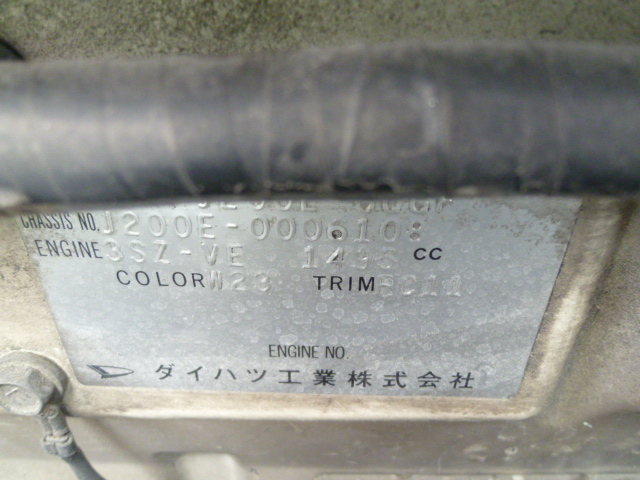 CHASSIS NO. J200E-000610
ENGINE 3SZ-VE 1495 CC
COLOR W23 TRIM
ENGINE NO.
ダイハツ工業株式会社